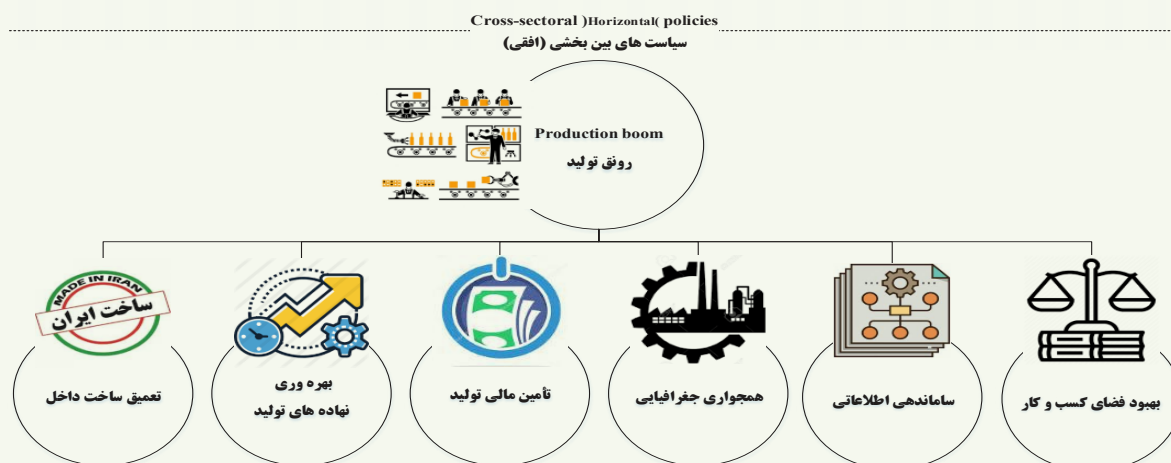 Cross-sectoral )Horizontal( policies
سیاست های بین بخشی (افقی)
Production boom
رونق تولید
MADE IN IRAN
ساخت ایران
بهبود فضای کسب و کار
ساماندهی اطلاعاتی
همجواری جغرافیایی
تأمین مالی تولید
بهره وری
نهاده های تولید
تعمیق ساخت داخل